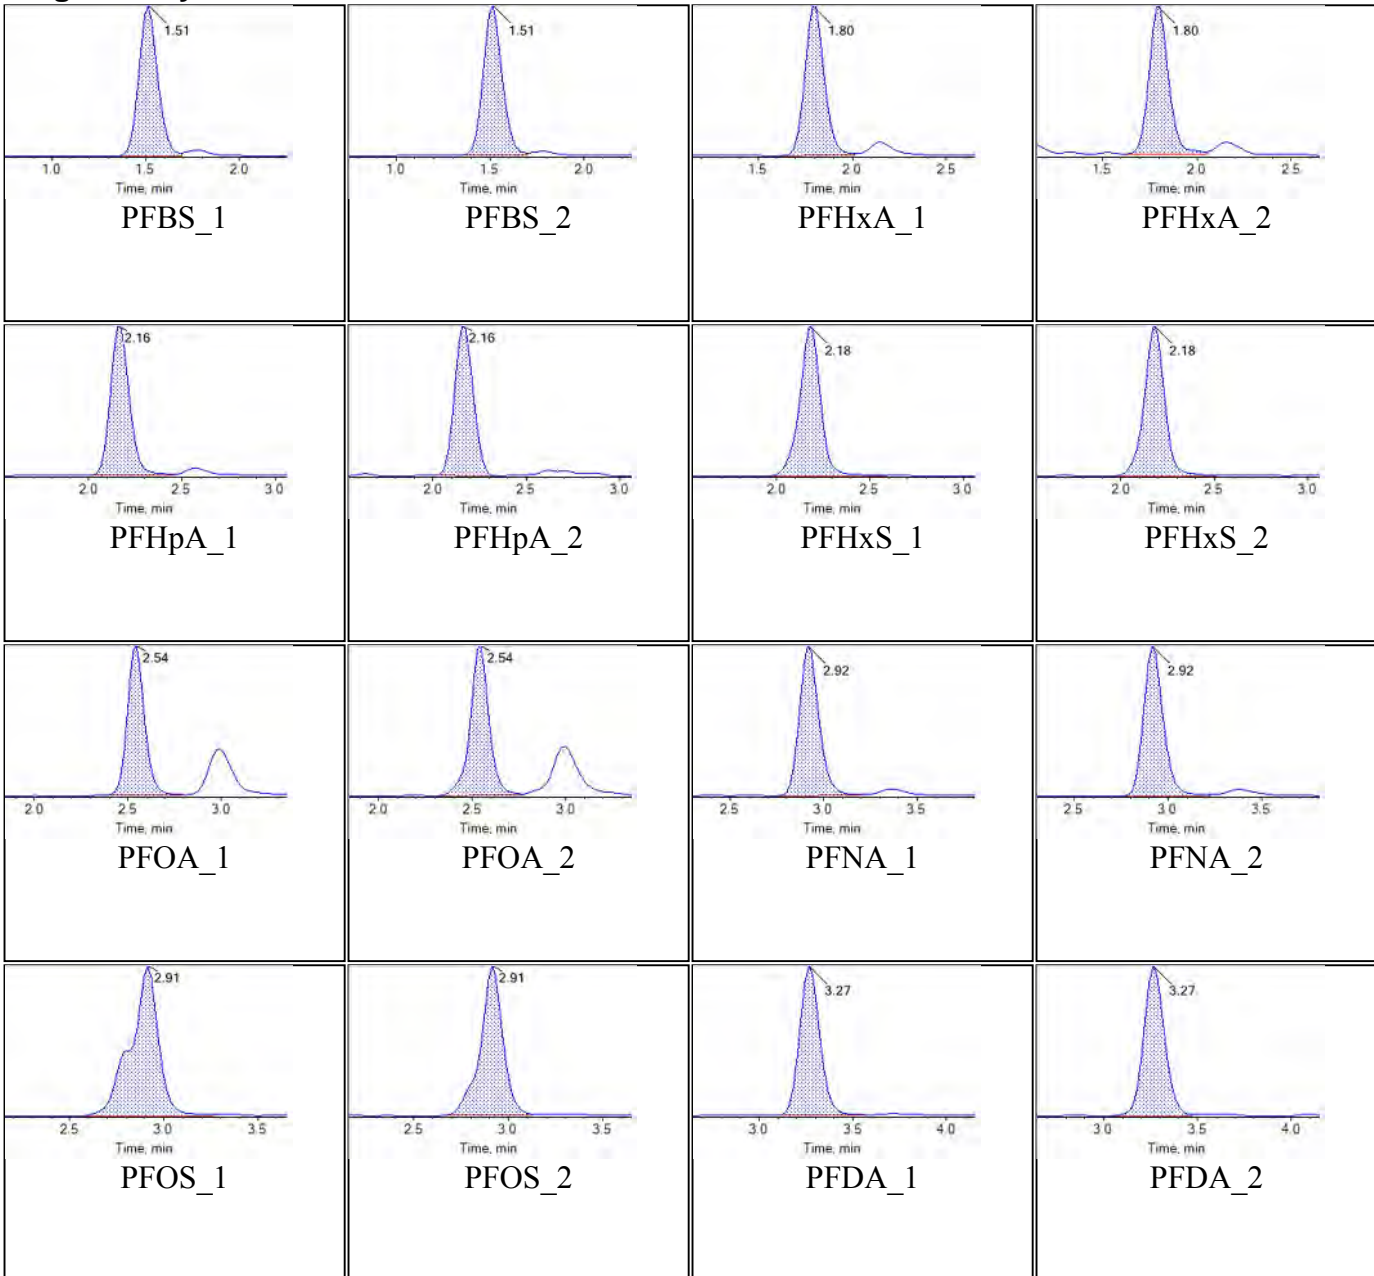 1.51 1.51 1.80 1.80
1.0 1.5 2.0 1.0 1.5 2.0 1.5 2.0 2.5 1.5 2.0 2.5
Time, min Time, min Time, min Time, min
PFBS_1 PFBS_2 PFHxA_1 PFHxA_2
2.16 2.16 2.18 2.18
2.0 2.5 3.0 2.0 2.5 3.0 2.0 2.5 3.0 2.0 2.5 3.0
Time, min Time, min Time, min Time, min
PFHpA_1 PFHpA_2 PFHxS_1 PFHxS_2
2.54 2.54 2.92 2.92
2.0 2.5 3.0 2.0 2.5 3.0 2.5 3.0 3.5 2.5 3.0 3.5
Time, min Time, min Time, min Time, min
PFOA_1 PFOA_2 PFNA_1 PFNA_2
2.91 2.91 3.27 3.27
2.5 3.0 3.5 2.5 3.0 3.5 3.0 3.5 4.0 3.0 3.5 4.0
Time, min Time, min Time, min Time, min
PFOS_1 PFOS_2 PFDA_1 PFDA_2